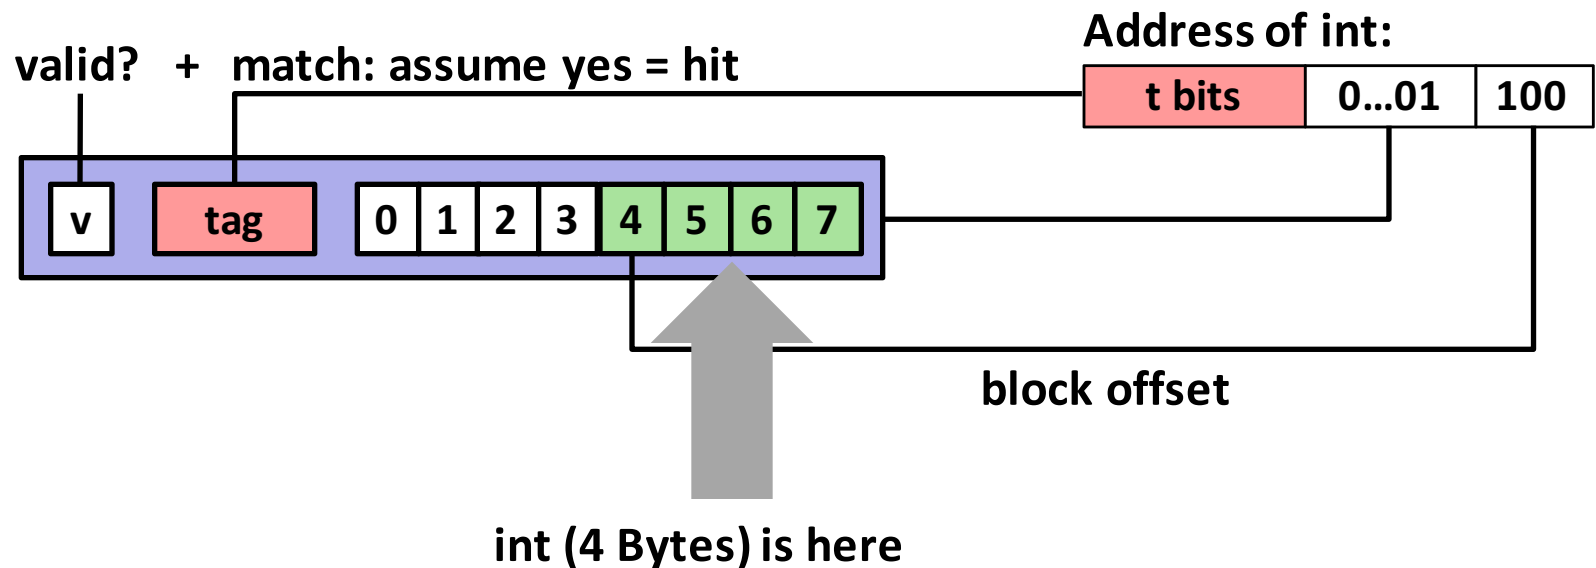 Address of int:
valid? + match: assume yes = hit
t bits 0...01 100
v tag 0 1 2 3 4 5 6 7
block offset
int (4 Bytes) is here